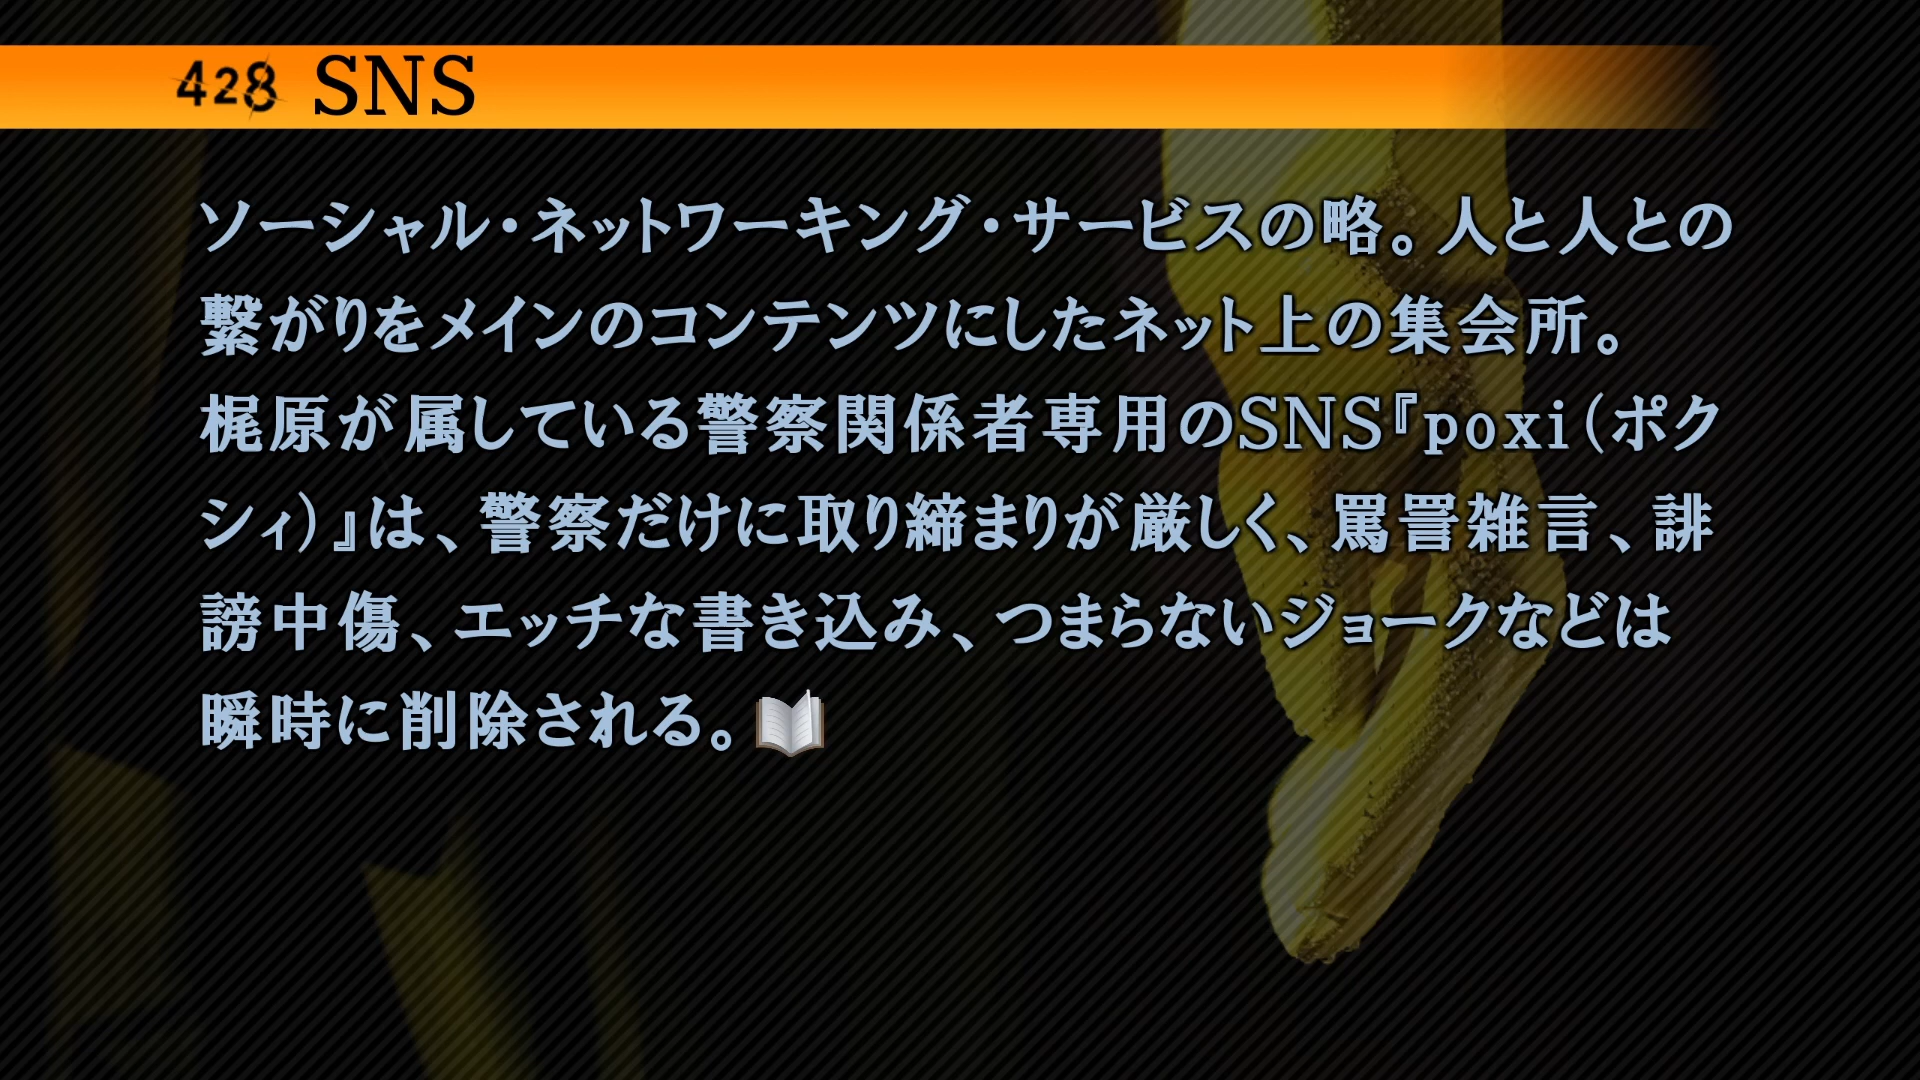 428 SNS
ソーシャル・ネットワーキング・サービスの略。人と人との
繋がりをメインのコンテンツにしたネット上の集会所。
梶原が属している警察関係者専用のSNS『poxi(ポク
シィ)』は、警察だけに取り締まりが厳しく、罵詈雑言、誹
謗中傷、エッチな書き込み、つまらないジョークなどは
瞬時に削除される。